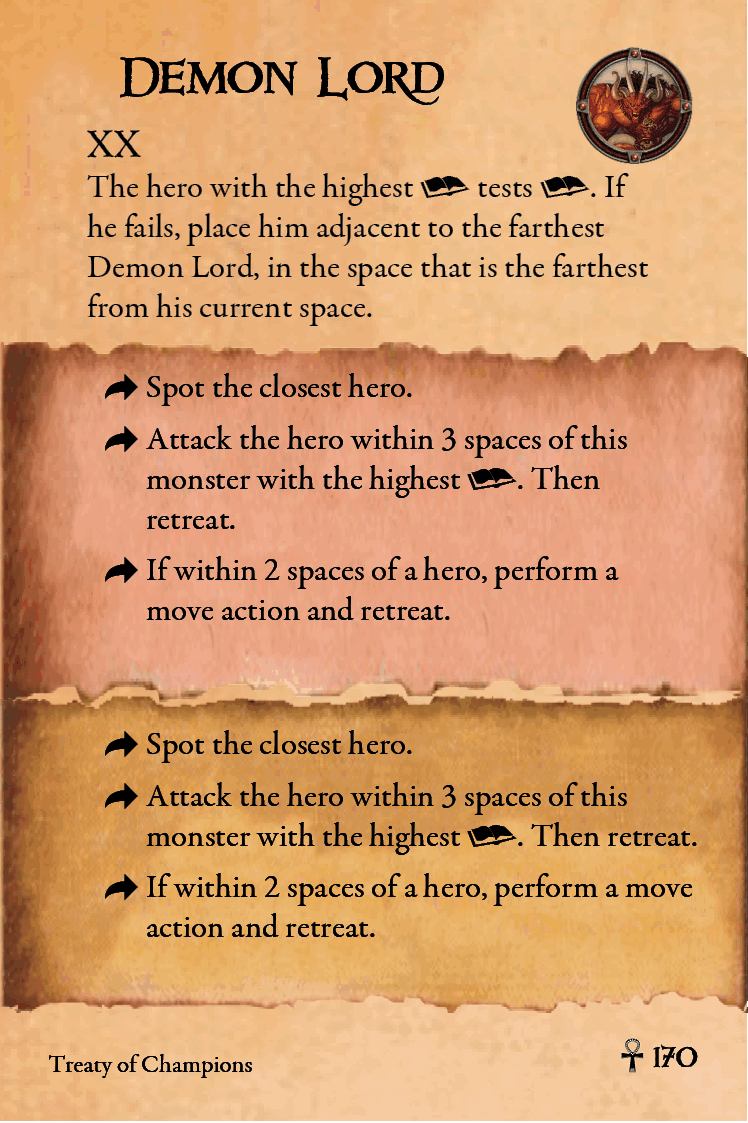 Demon Lord
XX
The hero with the highest tests . If
he fails, place him adjacent to the farthest
Demon Lord, in the space that is the farthest
from his current space.
Spot the closest hero.
Attack the hero within 3 spaces of this
monster with the highest . Then
retreat.
If within 2 spaces of a hero, perform a
move action and retreat.
Spot the closest hero.
Attack the hero within 3 spaces of this
monster with the highest . Then retreat.
If within 2 spaces of a hero, perform a move
action and retreat.
Treaty of Champions
170